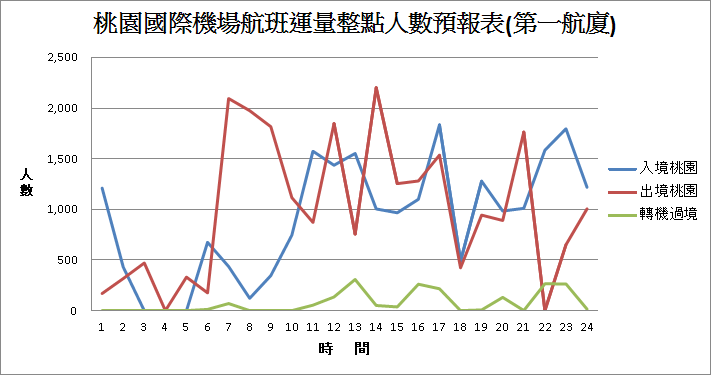 桃園國際機場航班運量整點人數預報表(第一航廈)
2,500
2,000
1,500
1,000
500
0
人數
1 2 3 4 5 6 7 8 9 10 11 12 13 14 15 16 17 18 19 20 21 22 23 24
時 間
入境桃園
出境桃園
轉機過境